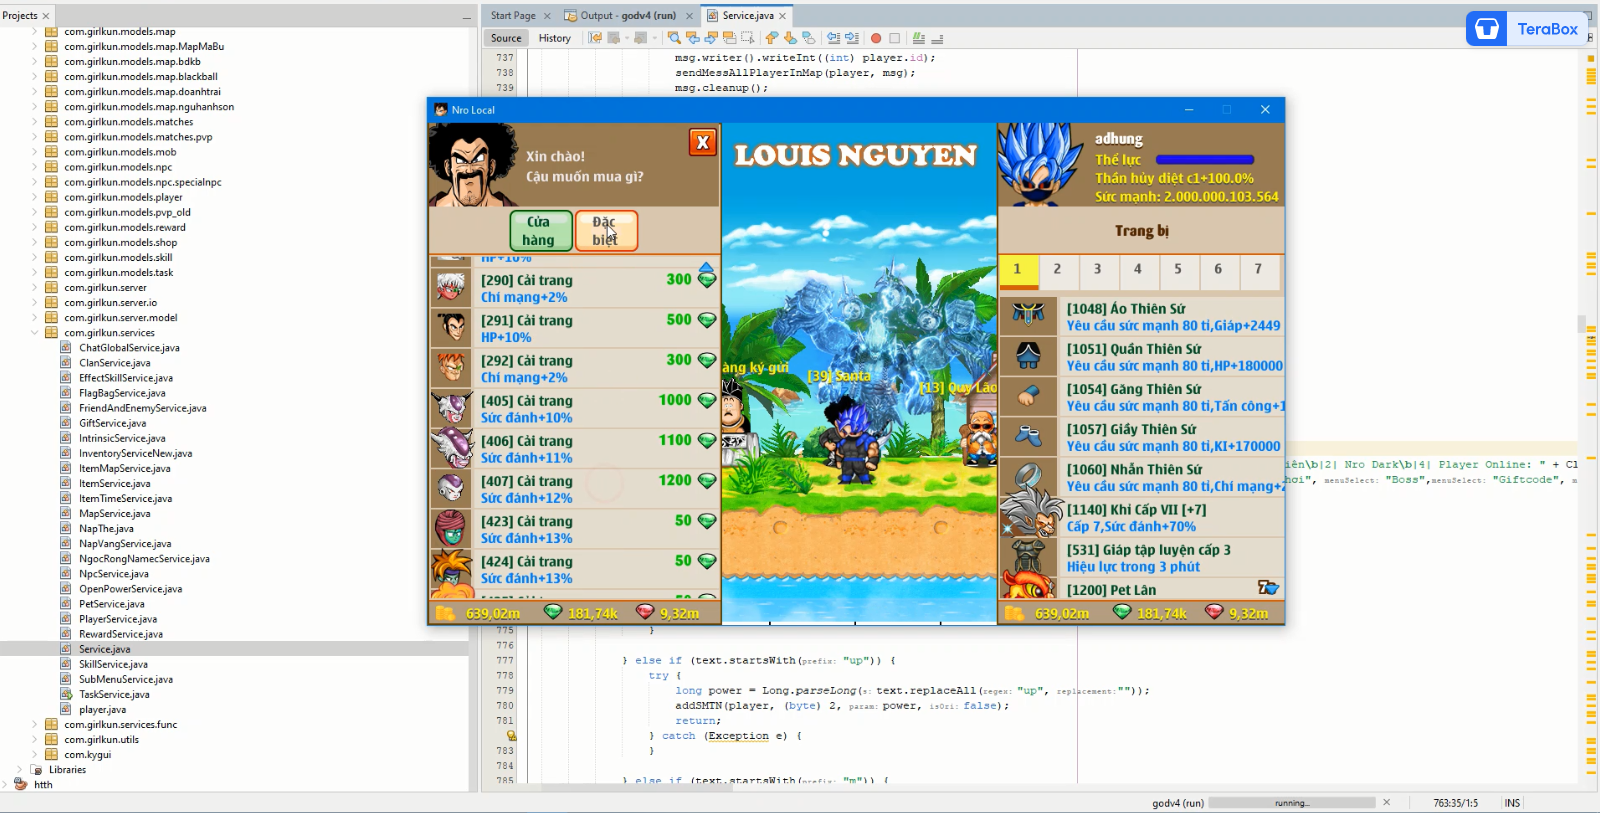 Projects
Start Page
Output - godv4 (run)
Service.java
TeraBox
Source
History
com.girlkun.models.map
com.girlkun.models.map.MapMaBu
com.girlkun.models.map.bdkb
com.girlkun.models.map.blackball
com.girlkun.models.map.doanhtrai
com.girlkun.models.map.nguhanhson
com.girlkun.models.matches
com.girlkun.models.matches.pvp
com.girlkun.models.mob
com.girlkun.models.npc
com.girlkun.models.npc.specialnpc
com.girlkun.models.player
com.girlkun.models.pvp_old
com.girlkun.models.reward
com.girlkun.models.shop
com.girlkun.models.skill
com.girlkun.models.task
com.girlkun.server
com.girlkun.server.io
com.girlkun.server.model
com.girlkun.services
ChatGlobalService.java
ClanService.java
EffectSkillService.java
FlagBagService.java
FriendAndEnemyService.java
GiftService.java
IntrinsicService.java
InventoryServiceNew.java
ItemMapService.java
ItemService.java
ItemTimeService.java
MapService.java
NapThe.java
NapVangService.java
NgocRongNamecService.java
NpcService.java
OpenPowerService.java
PetService.java
PlayerService.java
RewardService.java
Service.java
SkillService.java
SubMenuService.java
TaskService.java
player.java
com.girlkun.services.func
com.girlkun.utils
com.kygui
Libraries
htth
737 msg.writer().writeInt((int) player.id);
738 sendMessAllPlayerInMap(player, msg);
739 msg.cleanup();
Nro Local
Xin chào!
Cậu muốn mua gì?
X
Cửa hàng
Đặc biệt
HP+10%
[290] Cải trang 300
Chí mạng+2%
[291] Cải trang 500
HP+10%
[292] Cải trang 300
Chí mạng+2%
[405] Cải trang 1000
Sức đánh+10%
[406] Cải trang 1100
Sức đánh+11%
[407] Cải trang 1200
Sức đánh+12%
[423] Cải trang 50
Sức đánh+13%
[424] Cải trang 50
Sức đánh+13%
639,02m 181,74k 9,32m
LOUIS NGUYEN
àng ký gửi
[39] Santa
[13] Quy Lão
adhung
Thể lực
Thần hủy diệt c1+100.0%
Sức mạnh: 2.000.000.103.564
Trang bị
1 2 3 4 5 6 7
[1048] Áo Thiên Sứ
Yêu cầu sức mạnh 80 tỉ,Giáp+2449
[1051] Quần Thiên Sứ
Yêu cầu sức mạnh 80 tỉ,HP+180000
[1054] Găng Thiên Sứ
Yêu cầu sức mạnh 80 tỉ,Tấn công+1
[1057] Giầy Thiên Sứ
Yêu cầu sức mạnh 80 tỉ,KI+170000
[1060] Nhẫn Thiên Sứ
Yêu cầu sức mạnh 80 tỉ,Chí mạng+
[1140] Khỉ Cấp VII [+7]
Cấp 7,Sức đánh+70%
[531] Giáp tập luyện cấp 3
Hiệu lực trong 3 phút
[1200] Pet Lân
7
639,02m 181,74k 9,32m
iên\b|2| Nro Dark\b|4| Player Online: " + Cl
hơi", menuSelect: "Boss",menuSelect: "Giftcode", m
775 }
776
777 } else if (text.startsWith(prefix: "up")) {
778 try {
779 long power = Long.parseLong(s: text.replaceAll(regex: "up", replacement:""));
780 addSMTN(player, (byte) 2, param: power, isOri: false);
781 return;
} catch (Exception e) {
783 }
784
785 } else if (text.startsWith(prefix: "m")) {
godv4 (run)
running...
763:35/1:5
INS